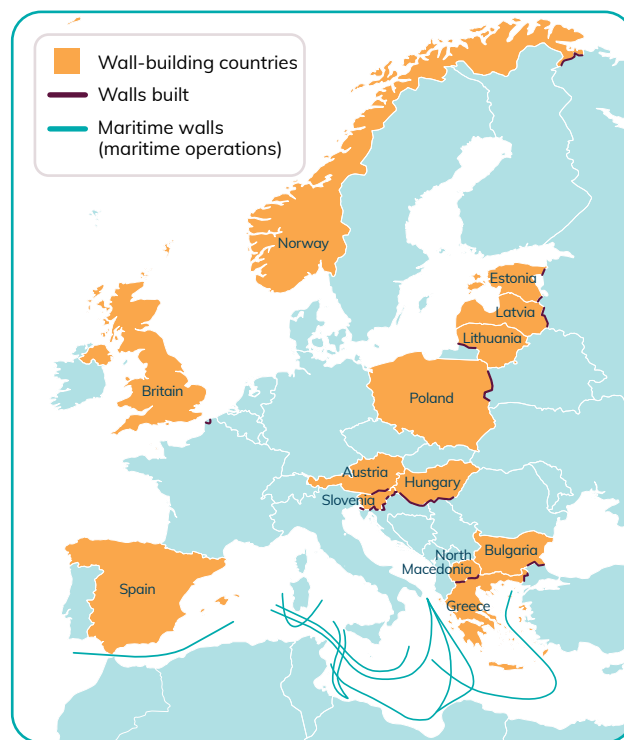 Wall-building countries
Walls built
Maritime walls
(maritime operations)
Norway
Estonia
Latvia
Lithuania
Britain
Poland
Austria
Hungary
Slovenia
North
Macedonia
Bulgaria
Spain
Greece